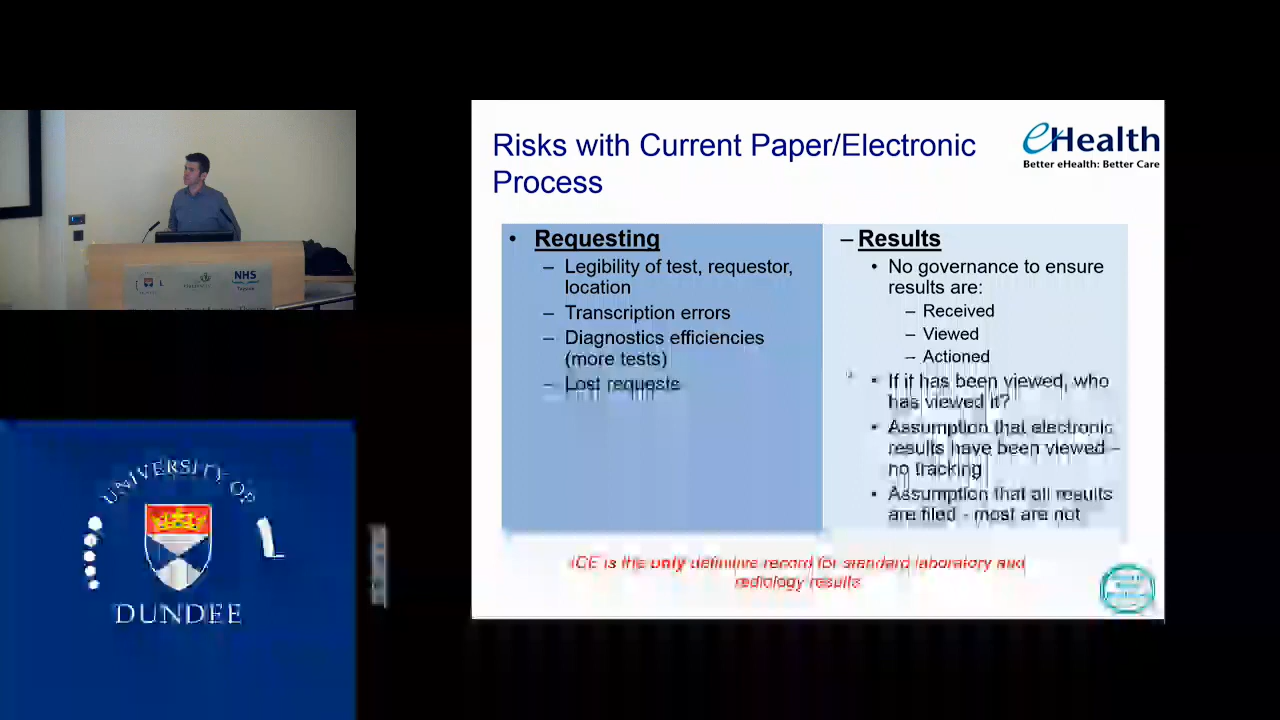 Risks with Current Paper/Electronic
Process
eHealth
Better eHealth: Better Care
• Requesting
– Legibility of test, requestor,
location
– Transcription errors
– Diagnostics efficiencies
(more tests)
– Lost requests
– Results
• No governance to ensure
results are:
– Received
– Viewed
– Actioned
• If it has been viewed, who
has viewed it?
• Assumption that electronic
results have been viewed –
no tracking
• Assumption that all results
are filed - most are not
ICE is the only definitive record for standard laboratory and
radiology results
NHS
UNIVERSITY OF
DUNDEE